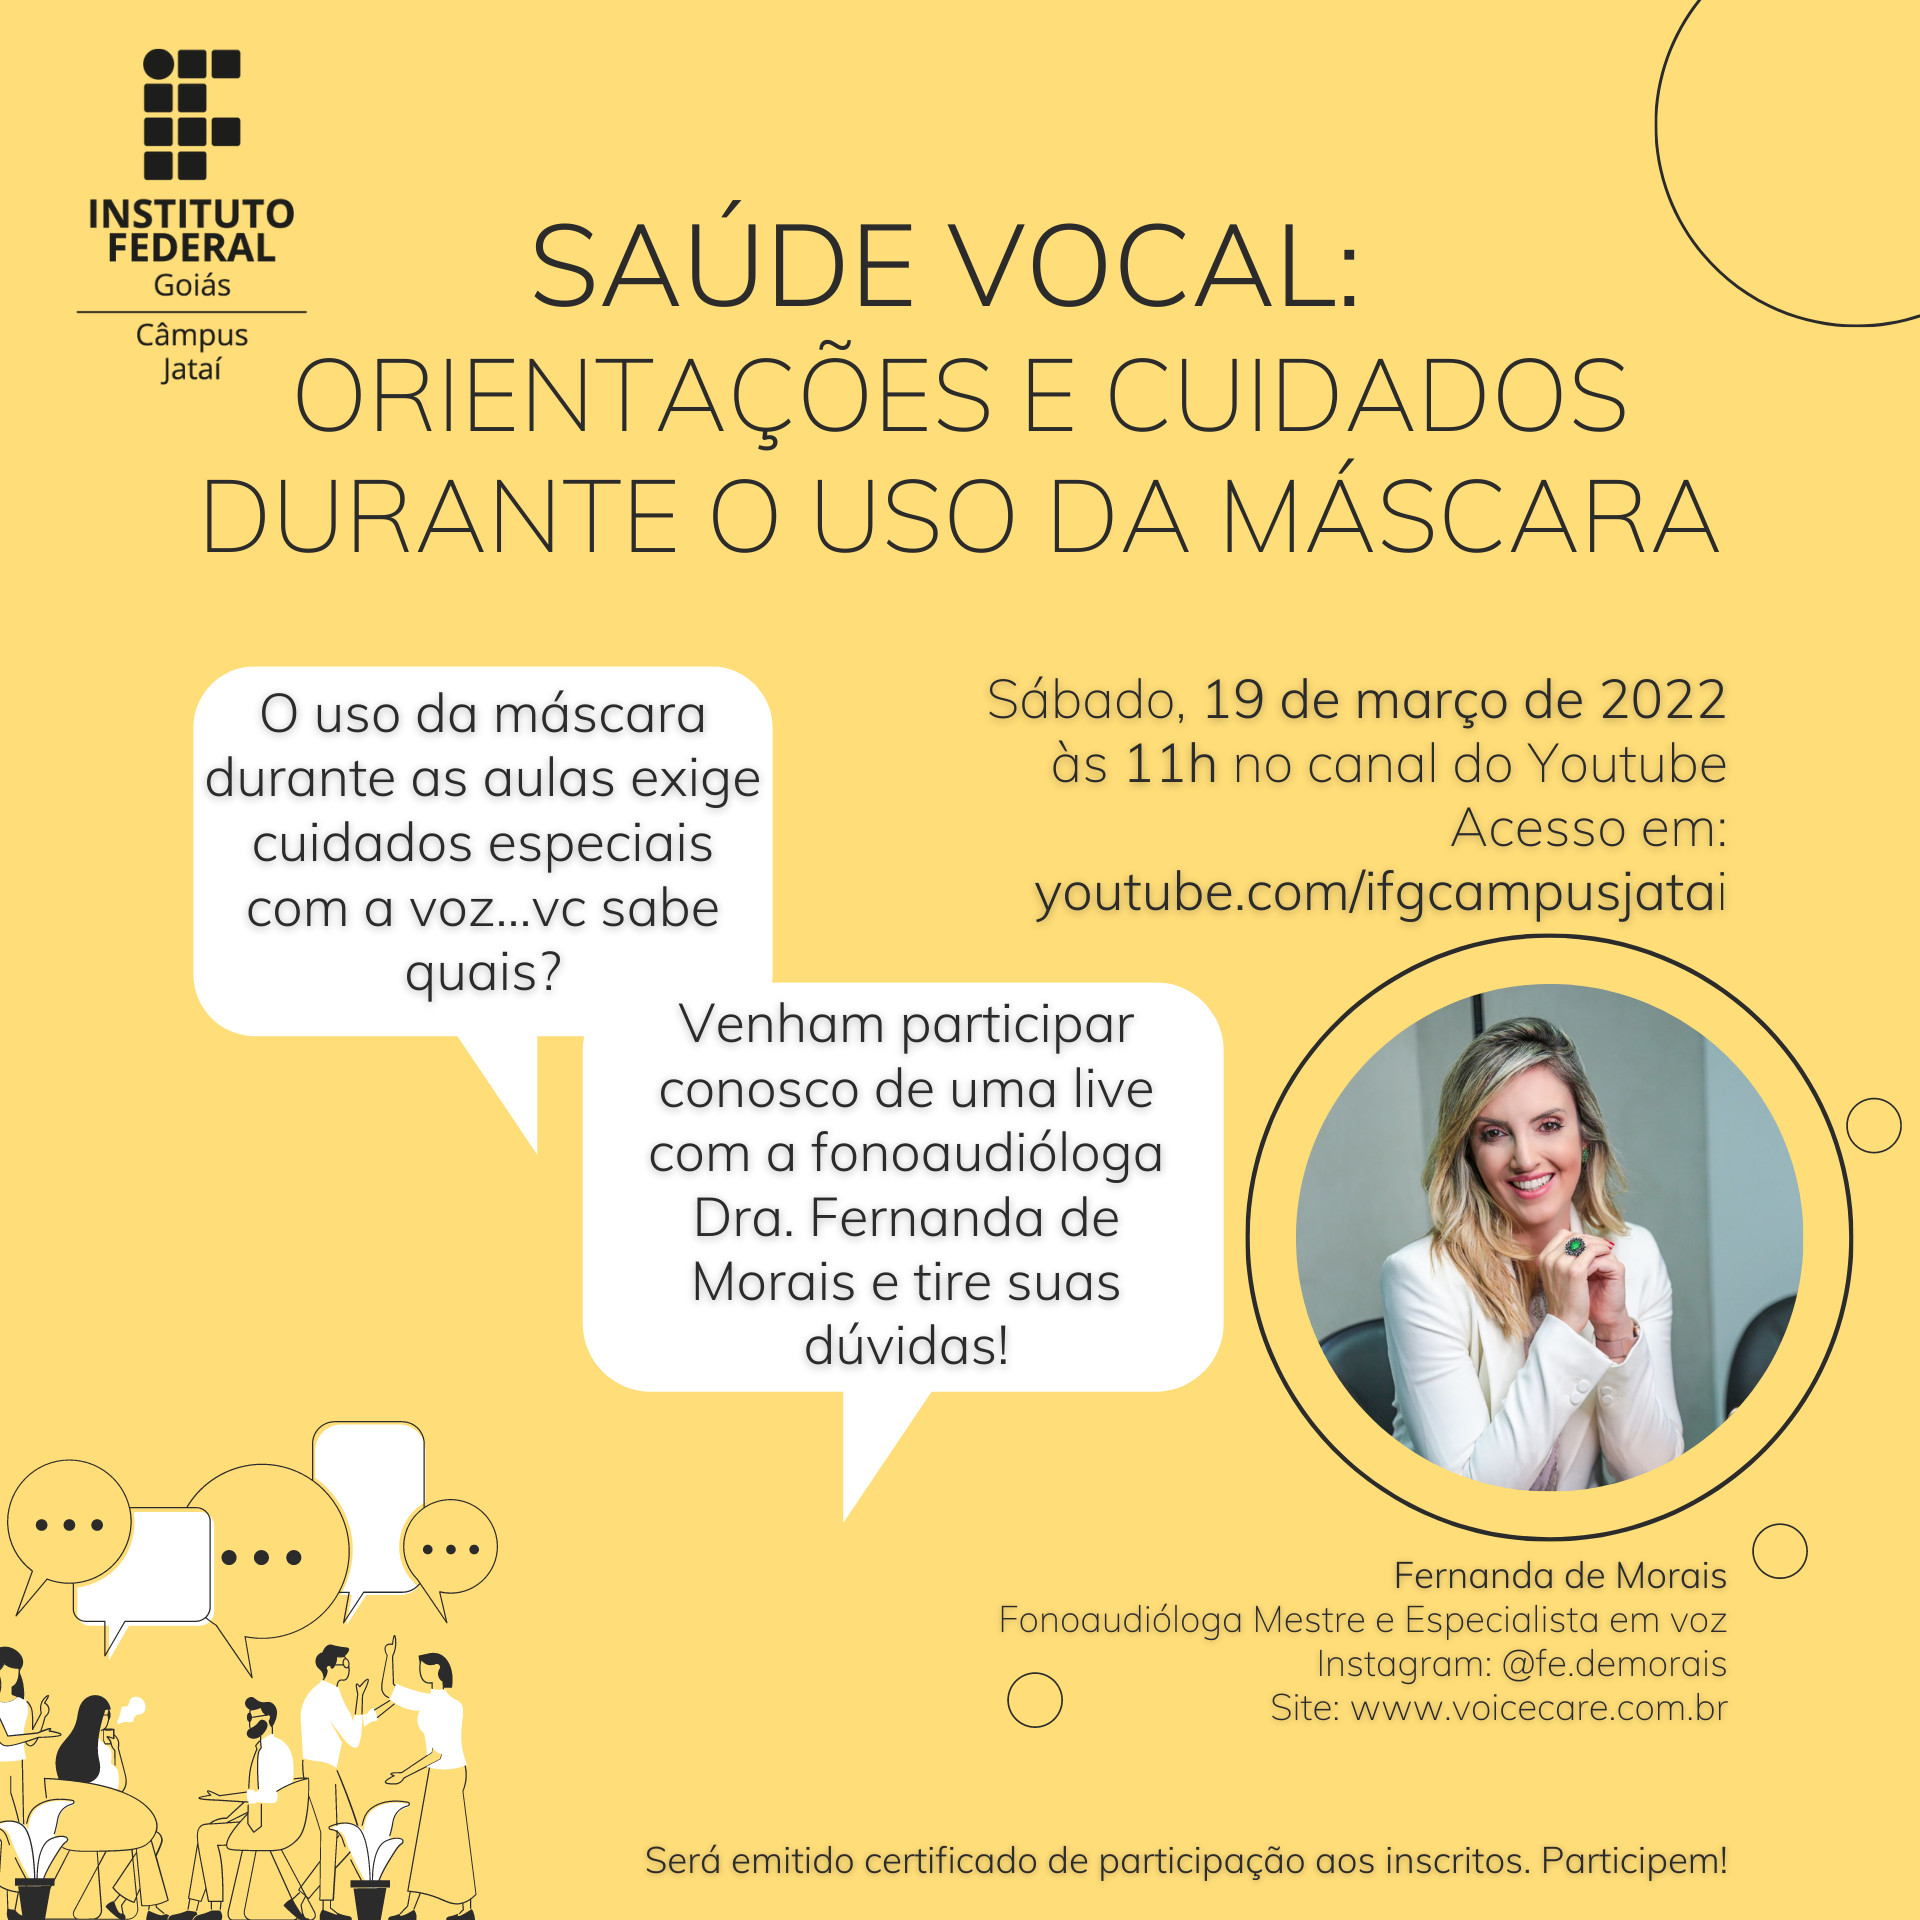 INSTITUTO
FEDERAL
Goiás
Câmpus
Jataí
SAÚDE VOCAL:
ORIENTAÇÕES E CUIDADOS
DURANTE O USO DA MÁSCARA
O uso da máscara
durante as aulas exige
cuidados especiais
com a voz...vc sabe
quais?
Sábado, 19 de março de 2022
às 11h no canal do Youtube
Acesso em:
youtube.com/ifgcampusjatai
Venham participar
conosco de uma live
com a fonoaudióloga
Dra. Fernanda de
Morais e tire suas
dúvidas!
Fernanda de Morais
Fonoaudióloga Mestre e Especialista em voz
Instagram: @fe.demorais
Site: www.voicecare.com.br
Será emitido certificado de participação aos inscritos. Participem!